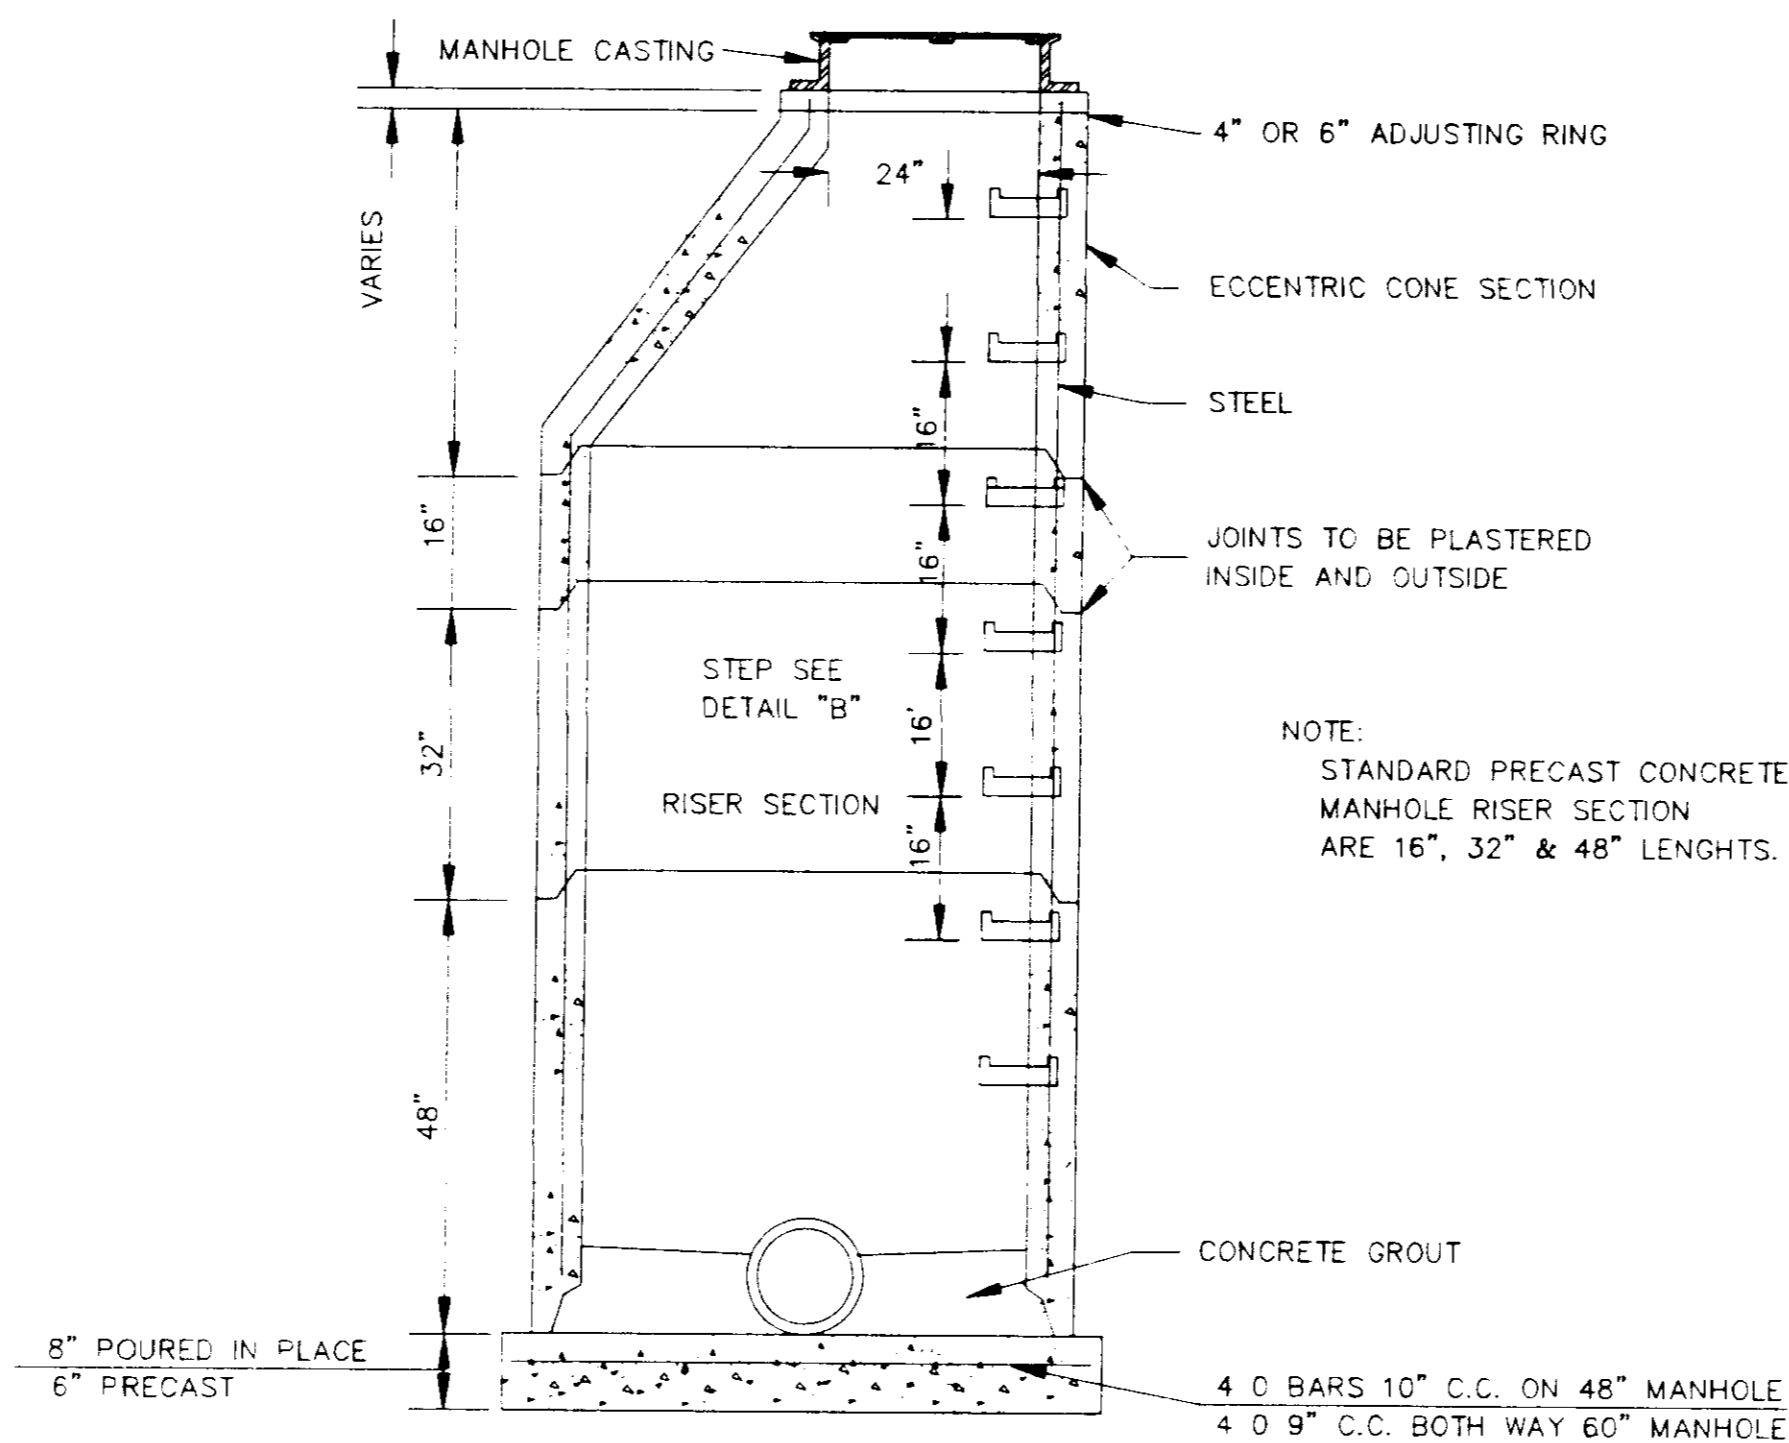 MANHOLE CASTING
4" OR 6" ADJUSTING RING
24"
VARIES
ECCENTRIC CONE SECTION
STEEL
16"
16"
JOINTS TO BE PLASTERED
INSIDE AND OUTSIDE
16"
STEP SEE
DETAIL "B"
16'
32"
NOTE:
STANDARD PRECAST CONCRETE
MANHOLE RISER SECTION
ARE 16", 32" & 48" LENGHTS.
RISER SECTION
16"
48"
CONCRETE GROUT
8" POURED IN PLACE
6" PRECAST
4 0 BARS 10" C.C. ON 48" MANHOLE
4 0 9" C.C. BOTH WAY 60" MANHOLE